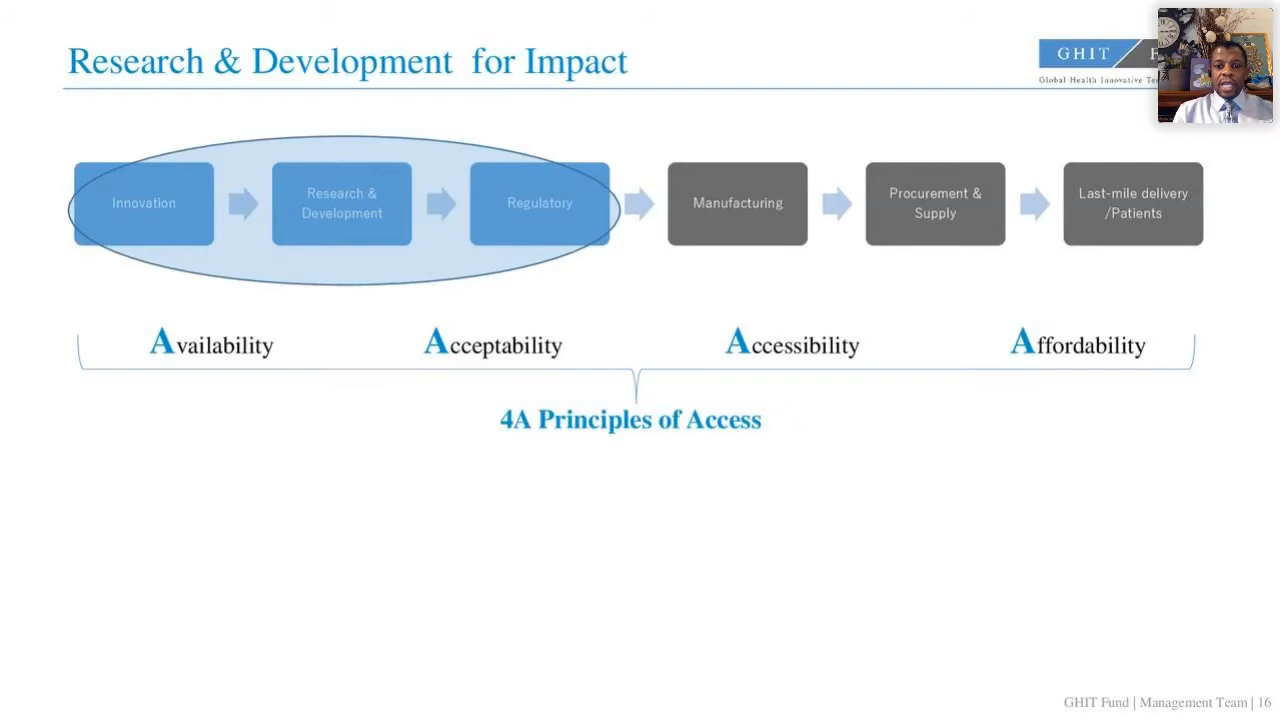 Research & Development for Impact
GHIT F
Global Health Innovative Te
Innovation
Research &
Development
Regulatory
Manufacturing
Procurement &
Supply
Last-mile delivery
/Patients
Availability
Acceptability
Accessibility
Affordability
4A Principles of Access
GHIT Fund | Management Team | 16